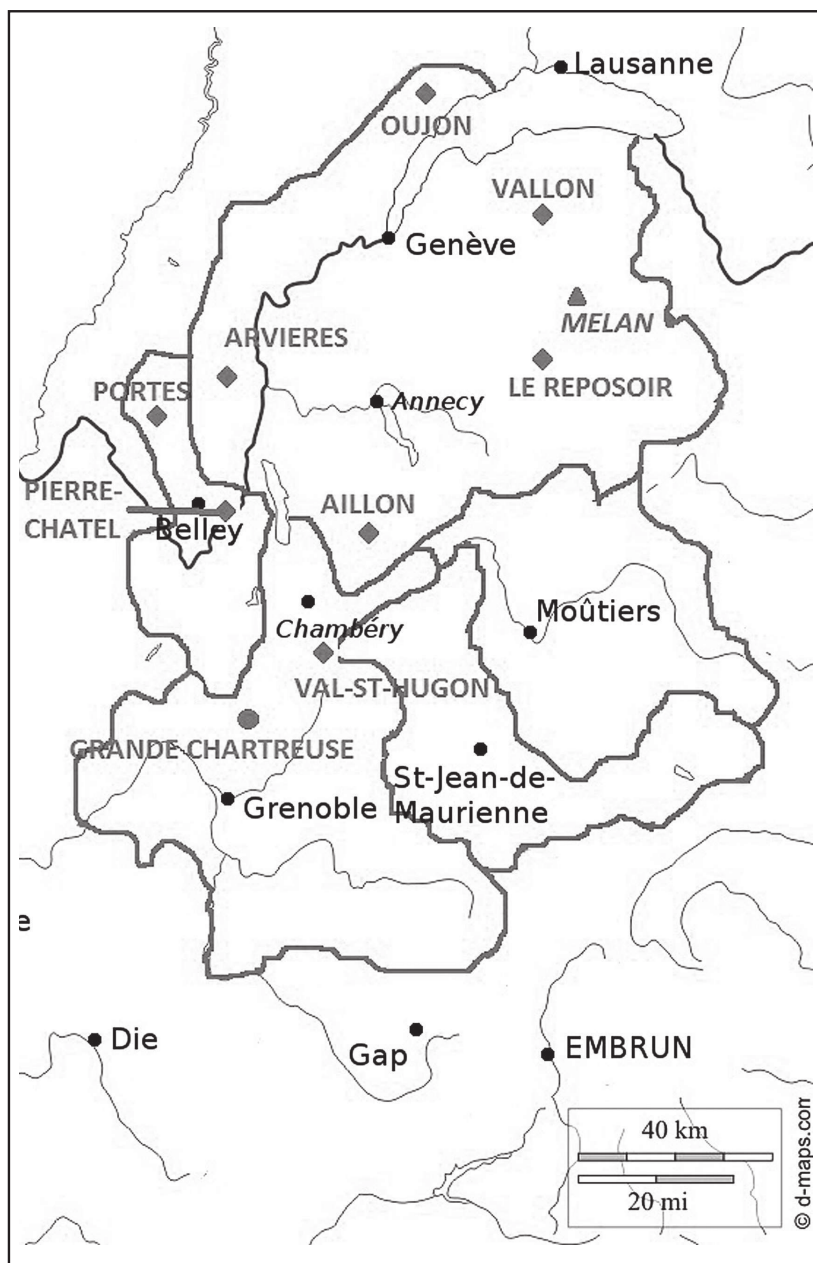 Lausanne
OUJON
VALLON
Genève
MELAN
ARVIERES
LE REPOSOIR
PORTES
Annecy
PIERRE-
CHATEL
AILLON
Belley
Moûtiers
Chambéry
VAL-ST-HUGON
GRANDE CHARTREUSE
St-Jean-de-
Maurienne
Grenoble
e
Die
Gap
EMBRUN
40 km
20 mi
© d-maps.com